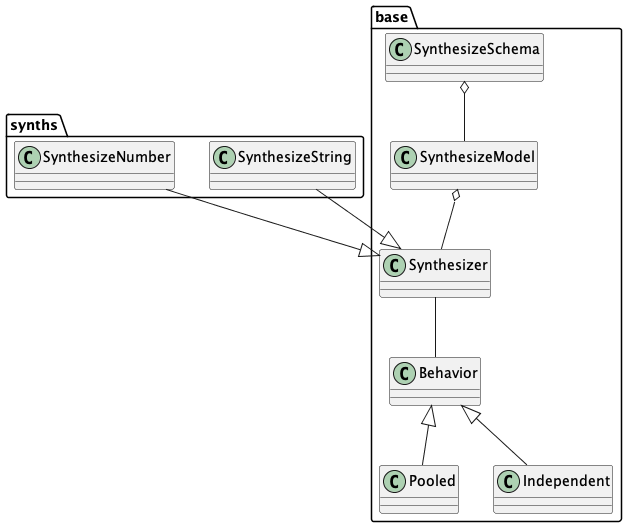 base
C SynthesizeSchema
synths
C SynthesizeNumber
C SynthesizeString
C SynthesizeModel
C Synthesizer
C Behavior
C Pooled
C Independent